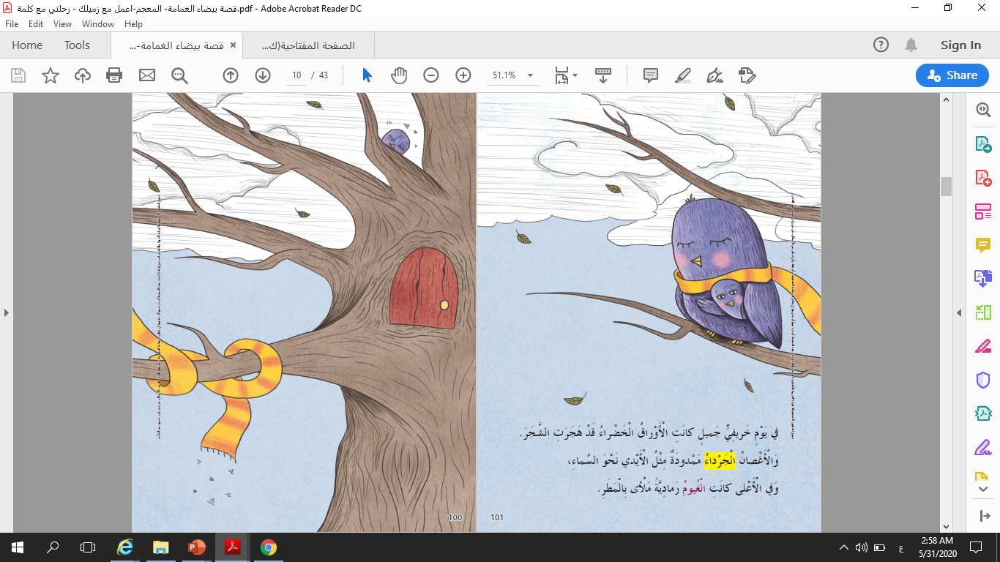 قصة بيضاء الغمامة- المعجم-اعمل مع زميلك - رحلتي مع كلمة.pdf - Adobe Acrobat Reader DC
File Edit View Window Help
Home Tools قصة بيضاء الغمامة-... الصفحة المفتاحية(ك... Sign In
10 / 43 51.1% Share
في يَوْمٍ خَريفِيٍّ جَميلٍ كانَتِ الْأَوْراقُ الْخَضْراءُ قَدْ هَجَرَتِ الشَّجَرَ.
وَالْأَغْصانُ الْجَرْداءُ مَمْدودَةٌ مِثْلُ الْأَيْدي نَحْوَ السَّماءِ،
وَفي الْأَعْلى كانَتِ الْغُيومُ رَمادِيَّةً مَلْأى بِالْمَطَرِ.
100 101
2:58 AM
ع
5/31/2020